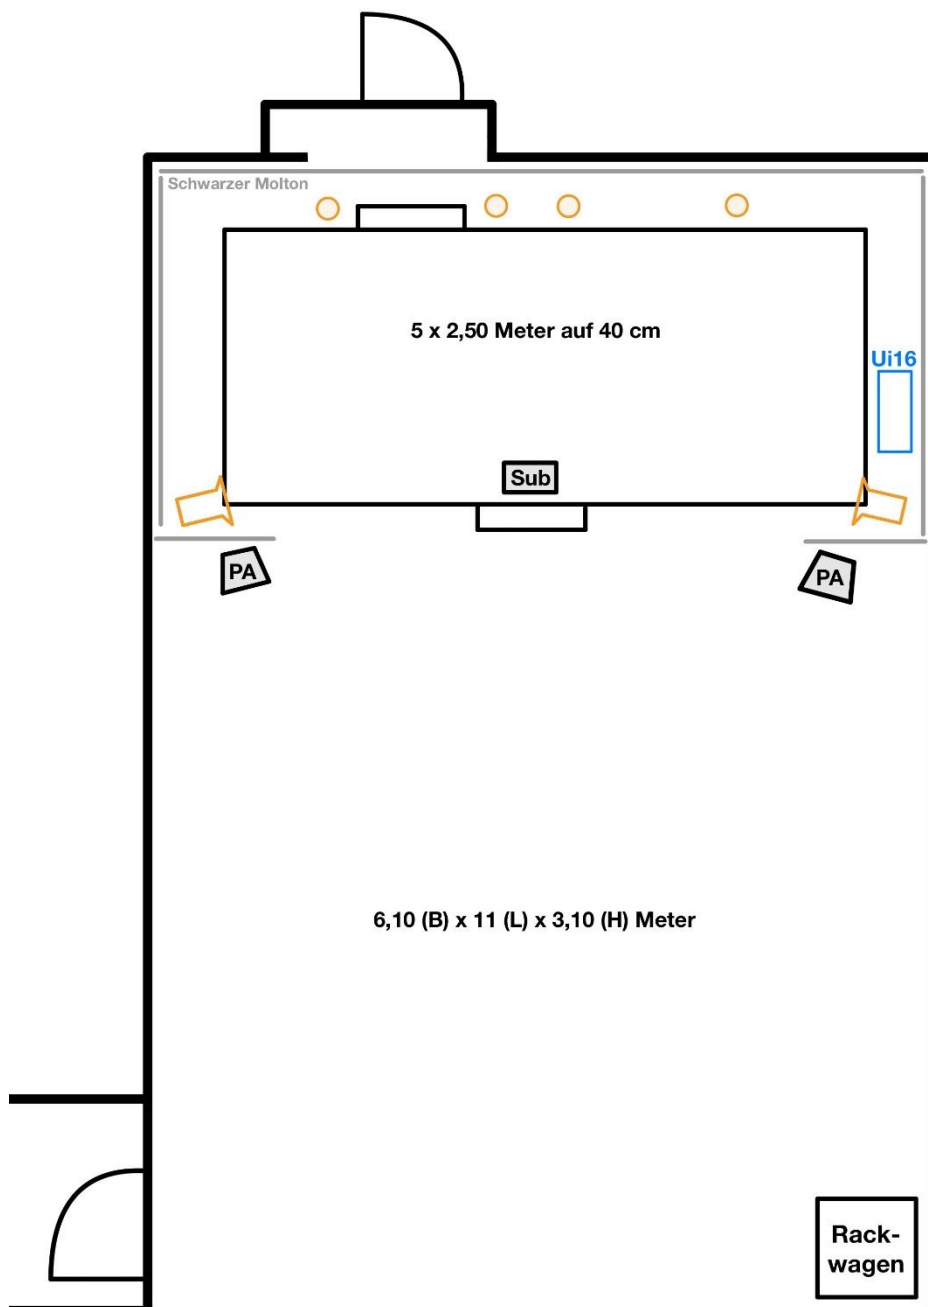 Schwarzer Molton
5 x 2,50 Meter auf 40 cm
Ui16
Sub
PA
PA
6,10 (B) x 11 (L) x 3,10 (H) Meter
Rack-
wagen